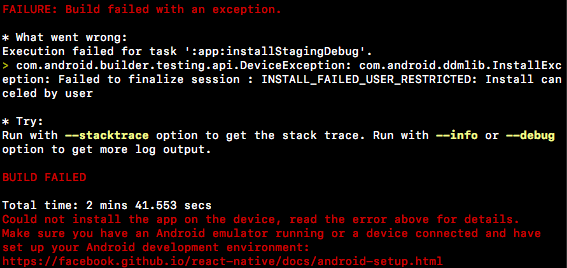 FAILURE: Build failed with an exception.
* What went wrong:
Execution failed for task ':app:installStagingDebug'.
> com.android.builder.testing.api.DeviceException: com.android.ddmlib.InstallExc
eption: Failed to finalize session : INSTALL_FAILED_USER_RESTRICTED: Install can
celed by user
* Try:
Run with --stacktrace option to get the stack trace. Run with --info or --debug
option to get more log output.
BUILD FAILED
Total time: 2 mins 41.553 secs
Could not install the app on the device, read the error above for details.
Make sure you have an Android emulator running or a device connected and have
set up your Android development environment:
https://facebook.github.io/react-native/docs/android-setup.html